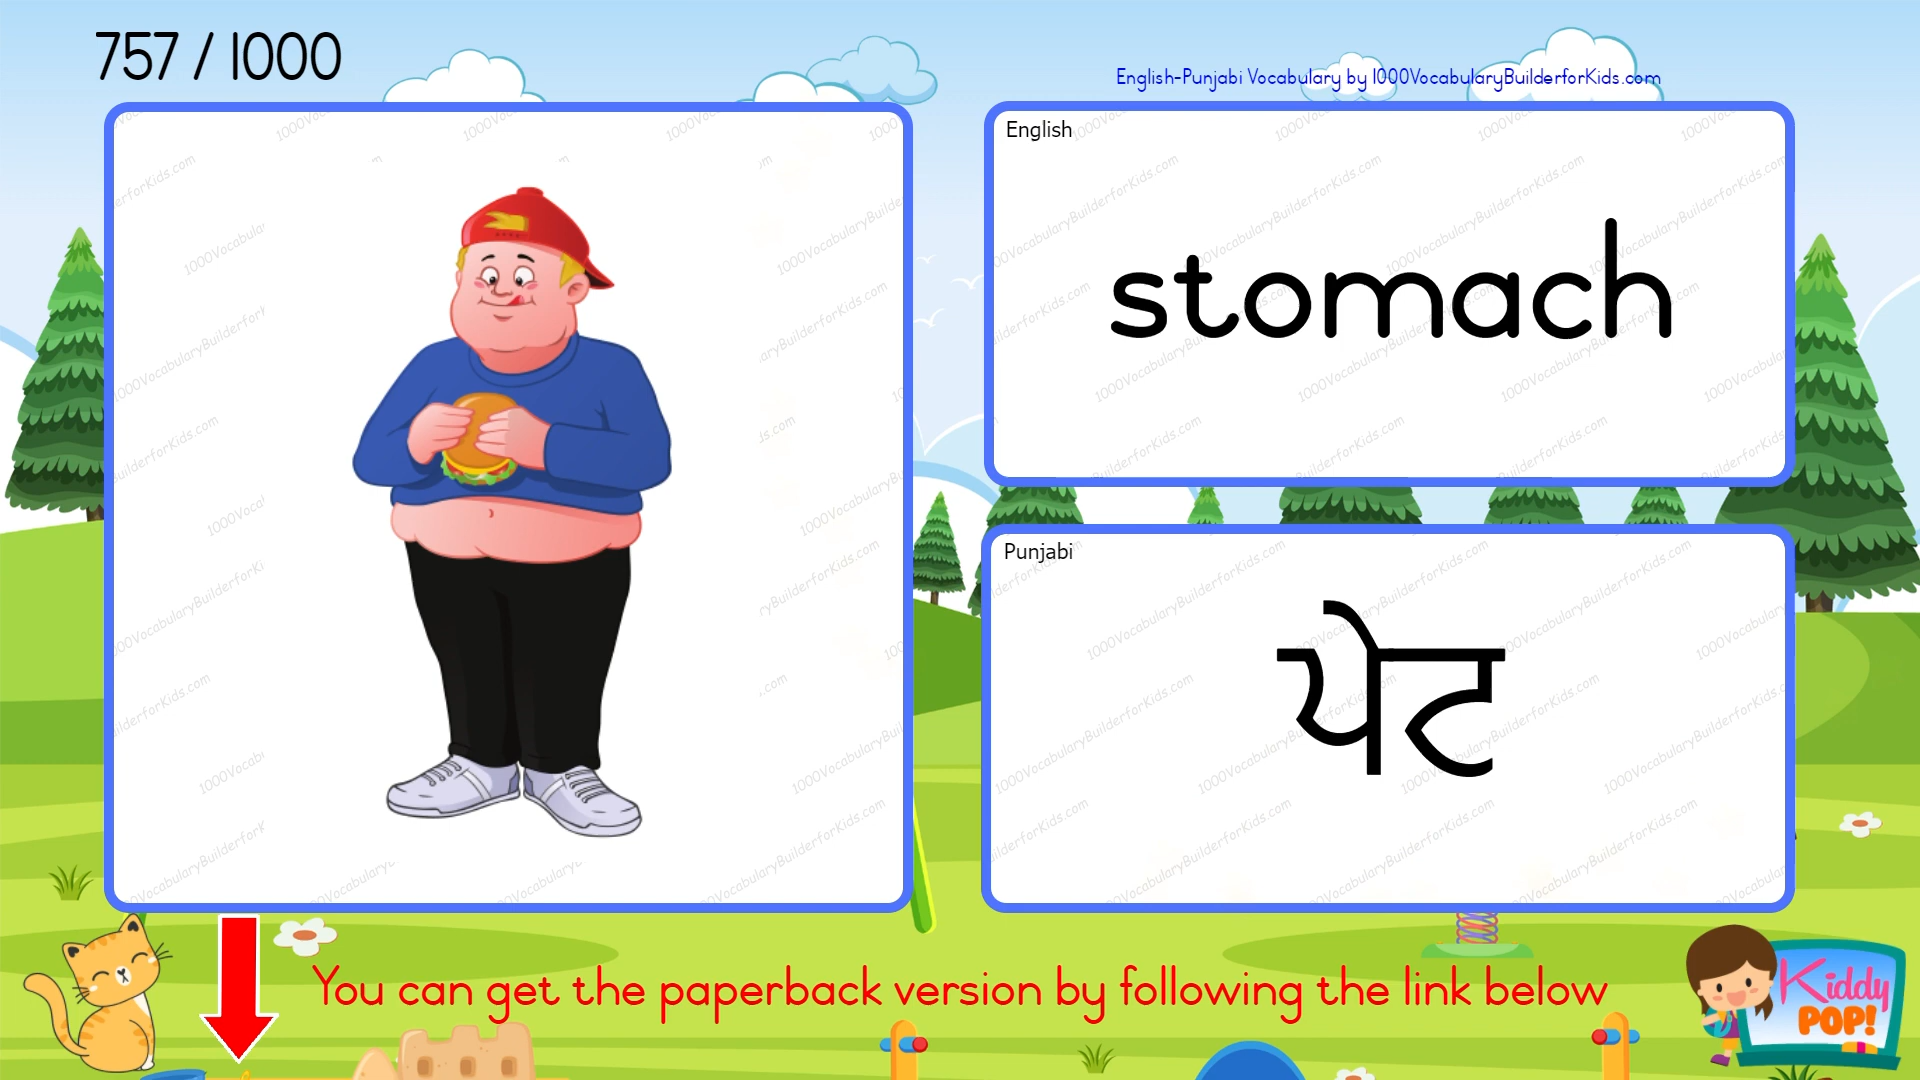 757 / 1000
English-Punjabi Vocabulary by 1000VocabularyBuilderforKids.com
English
stomach
Punjabi
ਪੇਟ
You can get the paperback version by following the link below
Kiddy
POP!